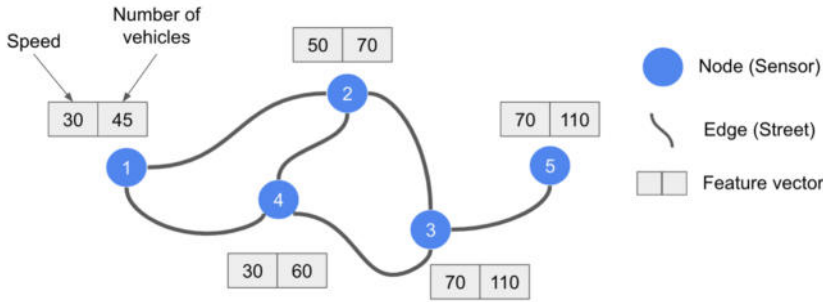 Number of
vehicles
Speed
50 70
2
30 45
70 110
1
5
4
3
30 60
70 110
Node (Sensor)
Edge (Street)
Feature vector